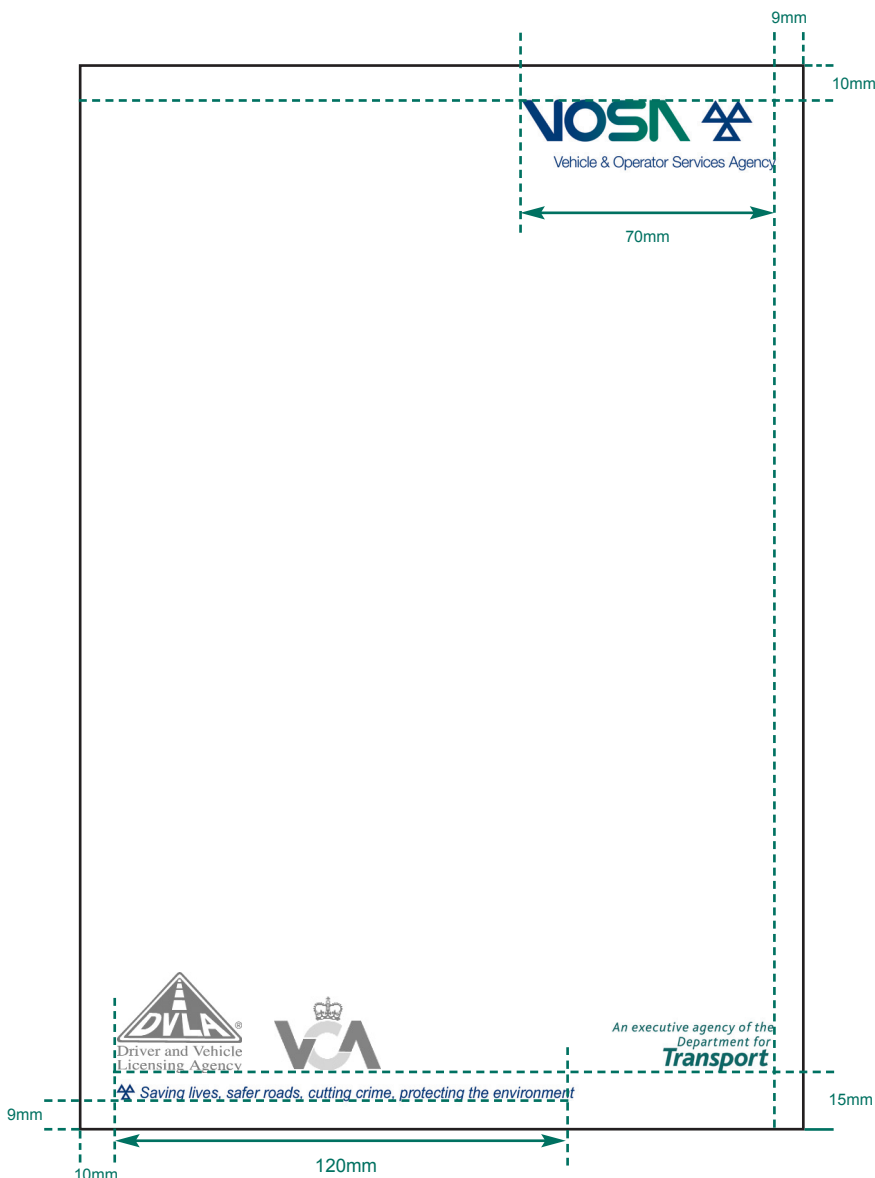 9mm
10mm
VOSA
Vehicle & Operator Services Agency
70mm
DVLA®
Driver and Vehicle
Licensing Agency
VCA
An executive agency of the
Department for
Transport
Saving lives, safer roads, cutting crime, protecting the environment
15mm
9mm
120mm
10mm